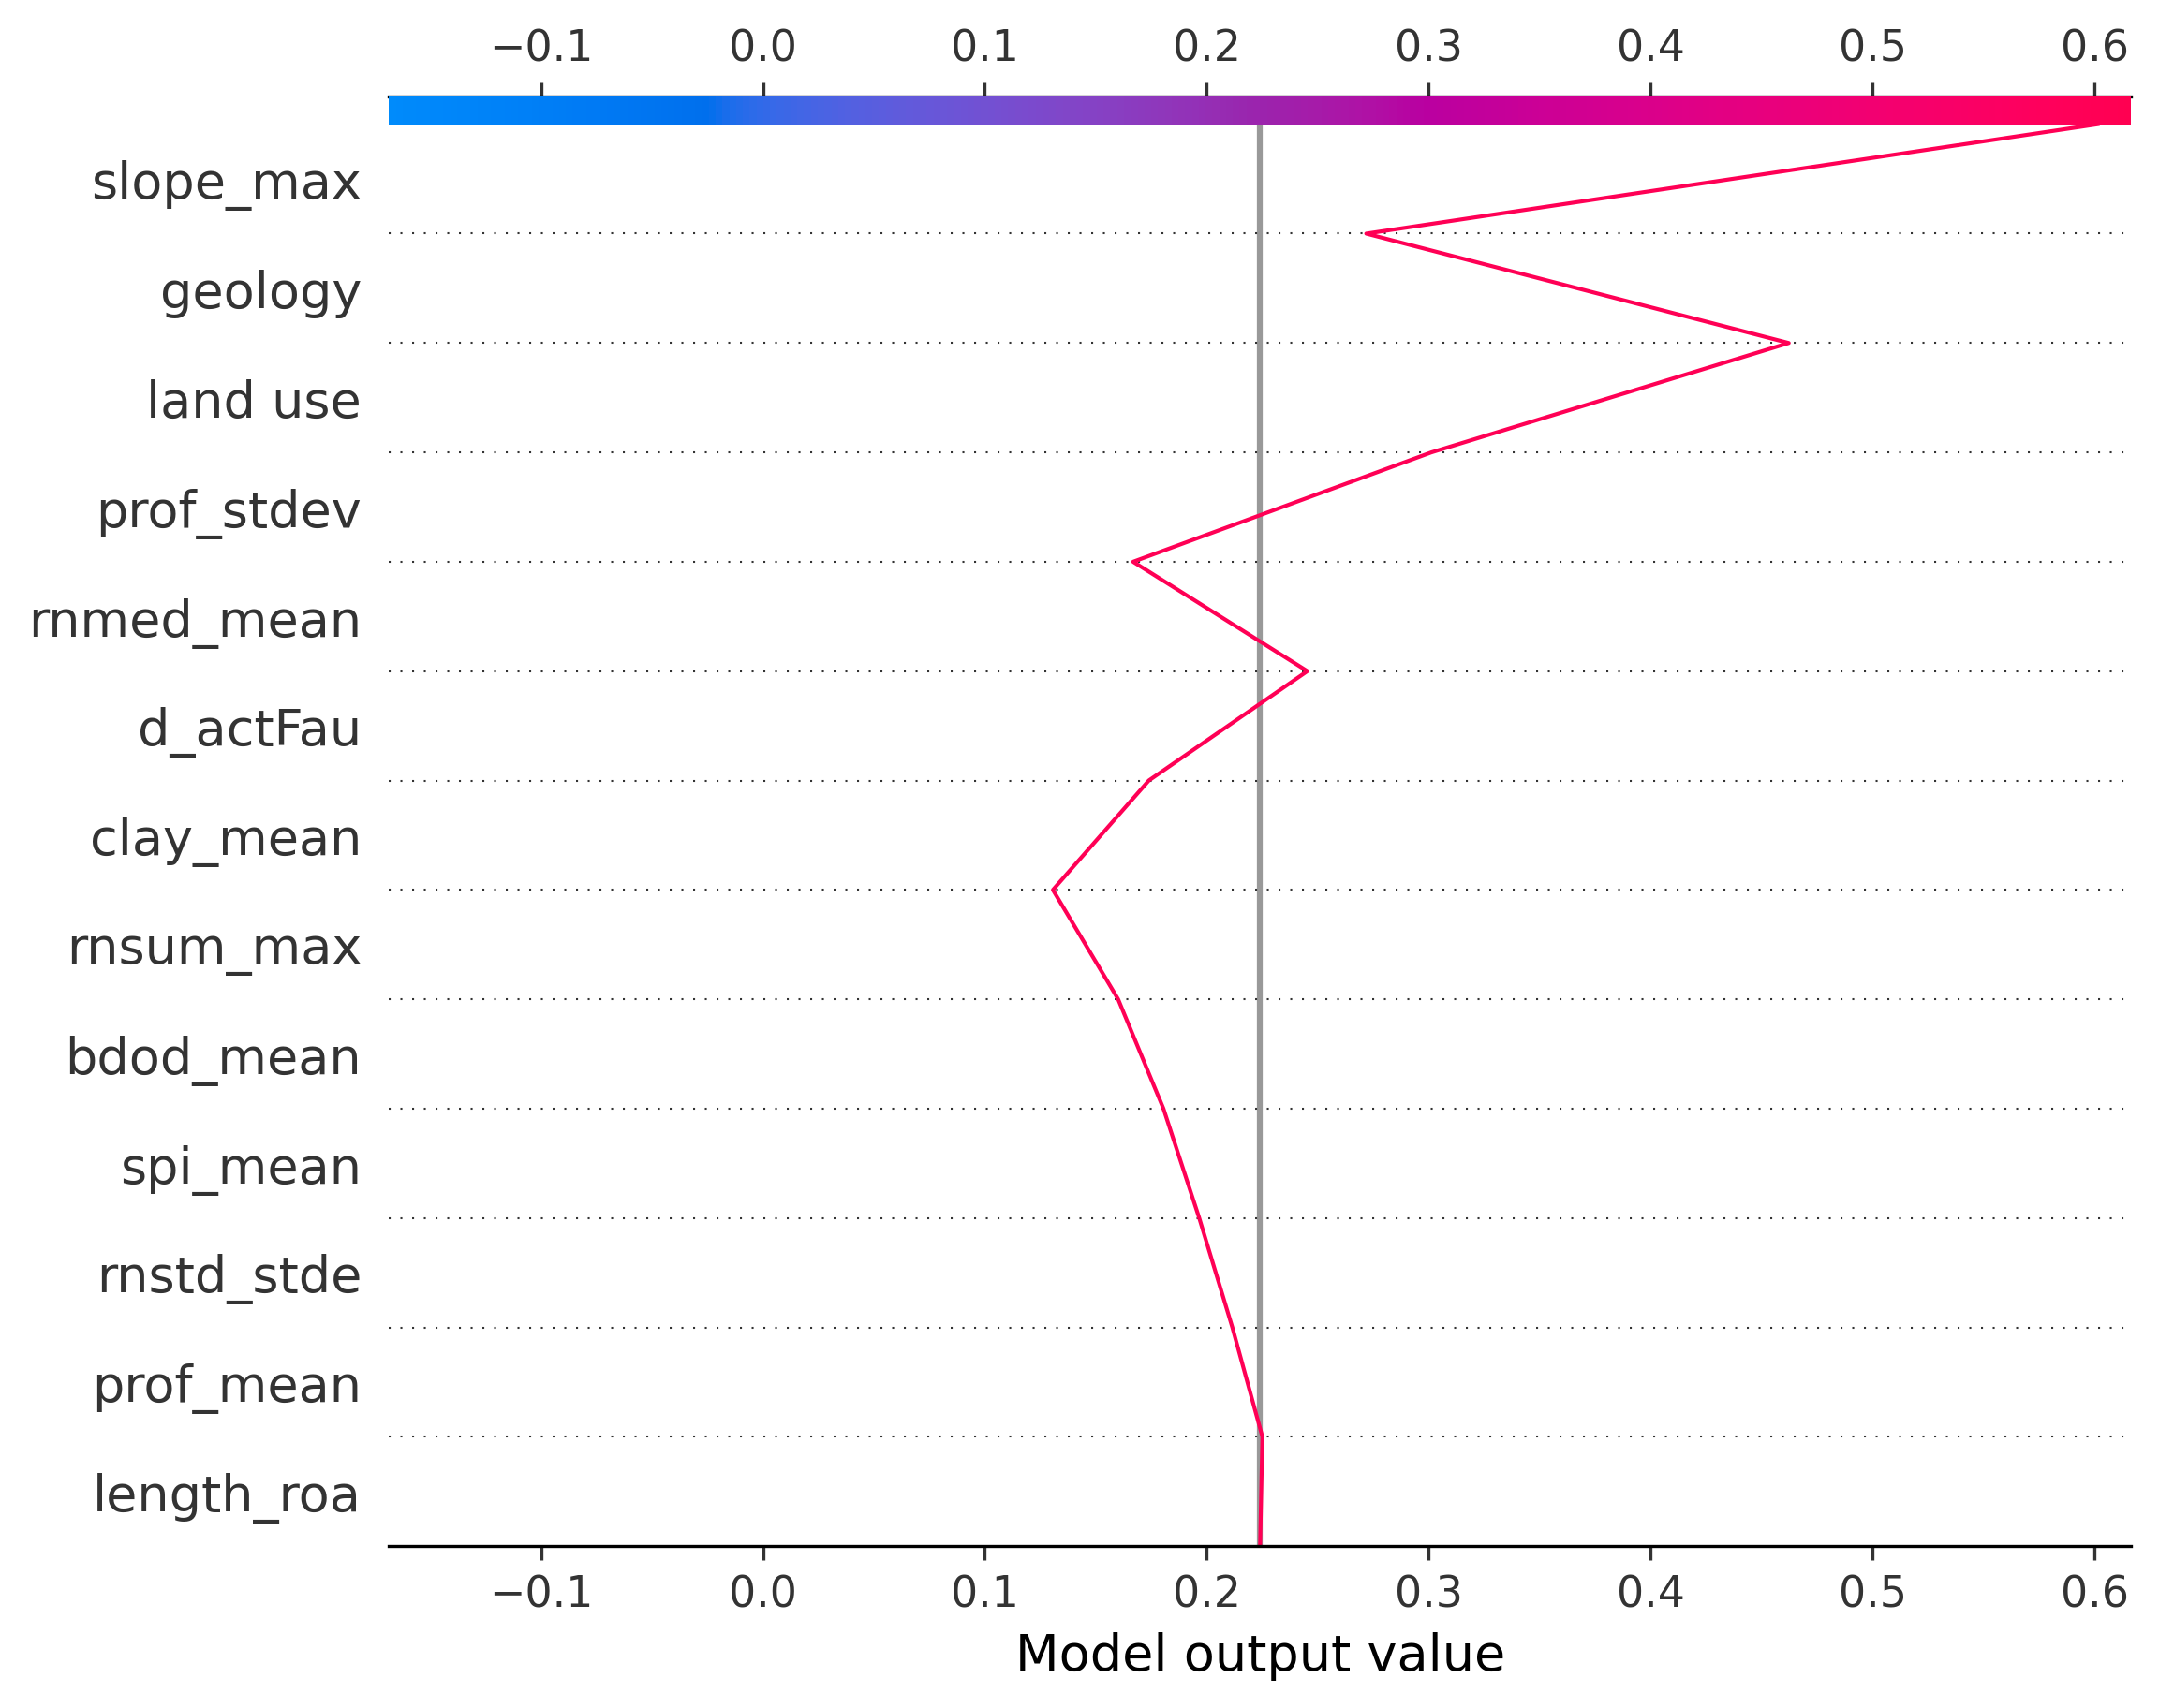 −0.1 0.0 0.1 0.2 0.3 0.4 0.5 0.6
slope_max
geology
land use
prof_stdev
rnmed_mean
d_actFau
clay_mean
rnsum_max
bdod_mean
spi_mean
rnstd_stde
prof_mean
length_roa
−0.1 0.0 0.1 0.2 0.3 0.4 0.5 0.6
Model output value